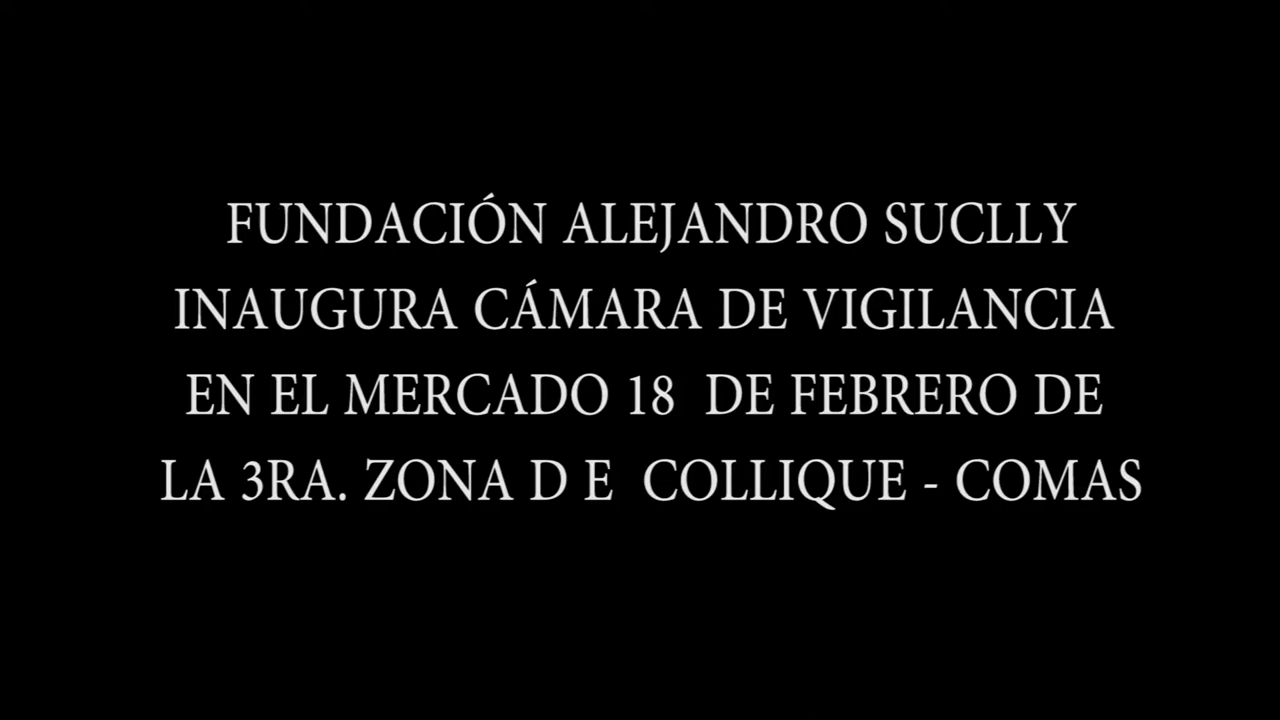 FUNDACIÓN ALEJANDRO SUCLLY
INAUGURA CÁMARA DE VIGILANCIA
EN EL MERCADO 18  DE FEBRERO DE
LA 3RA. ZONA D E  COLLIQUE - COMAS